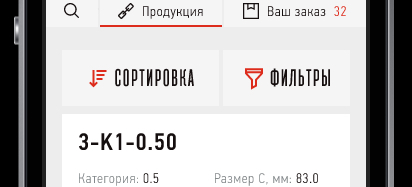 Продукция Ваш заказ 32
СОРТИРОВКА ФИЛЬТРЫ
3-К1-0.50
Категория: 0.5 Размер С, мм: 83.0